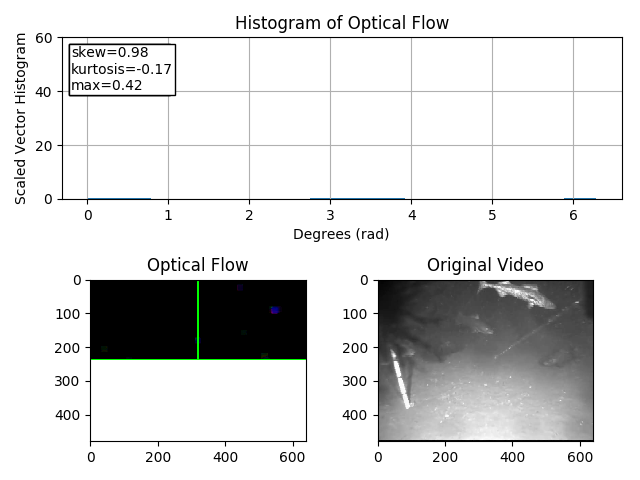 Histogram of Optical Flow
Scaled Vector Histogram
60
40
20
0
skew=0.98
kurtosis=-0.17
max=0.42
0 1 2 3 4 5 6
Degrees (rad)
Optical Flow
0
100
200
300
400
0 200 400 600
Original Video
0
100
200
300
400
0 200 400 600